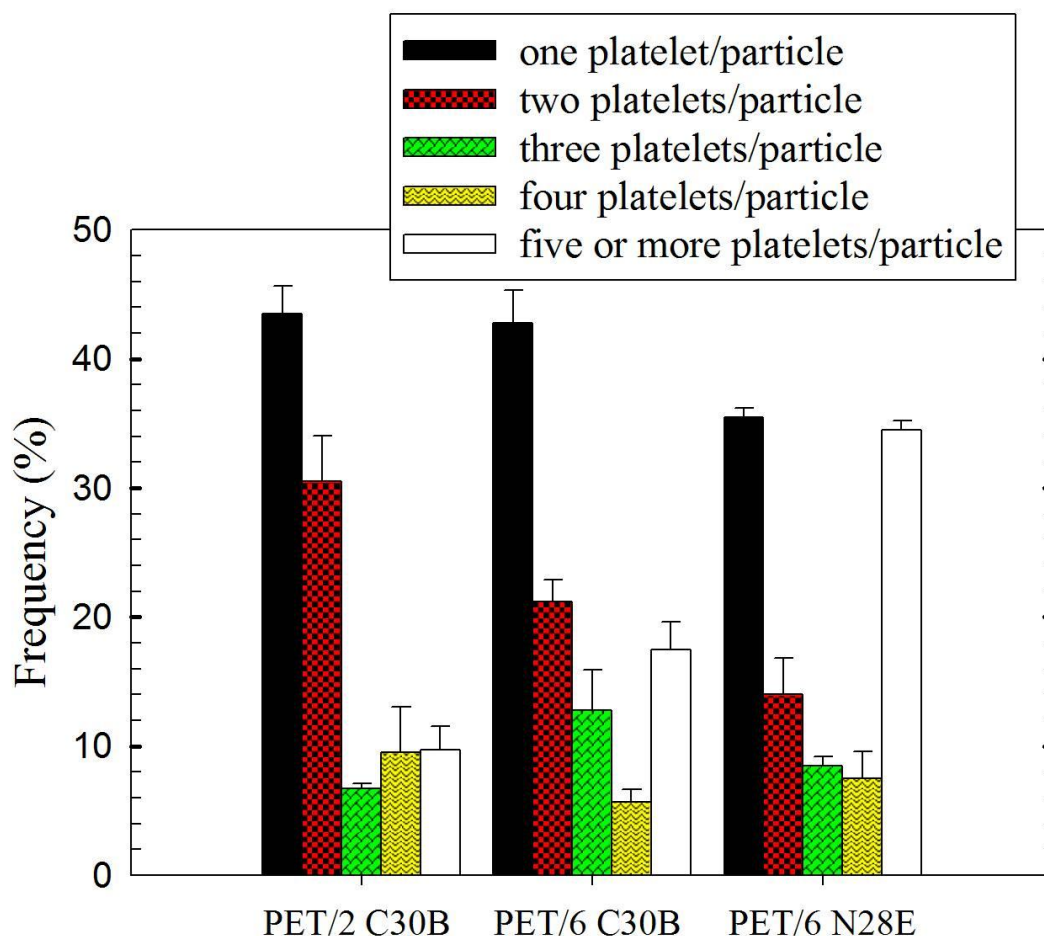 one platelet/particle
two platelets/particle
three platelets/particle
four platelets/particle
five or more platelets/particle
50
40
30
20
10
0
Frequency (%)
PET/2 C30B PET/6 C30B PET/6 N28E